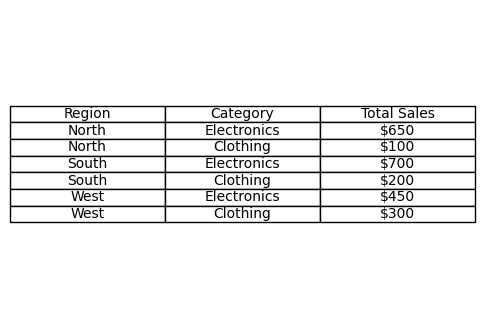 Region Category Total Sales
North Electronics $650
North Clothing $100
South Electronics $700
South Clothing $200
West Electronics $450
West Clothing $300